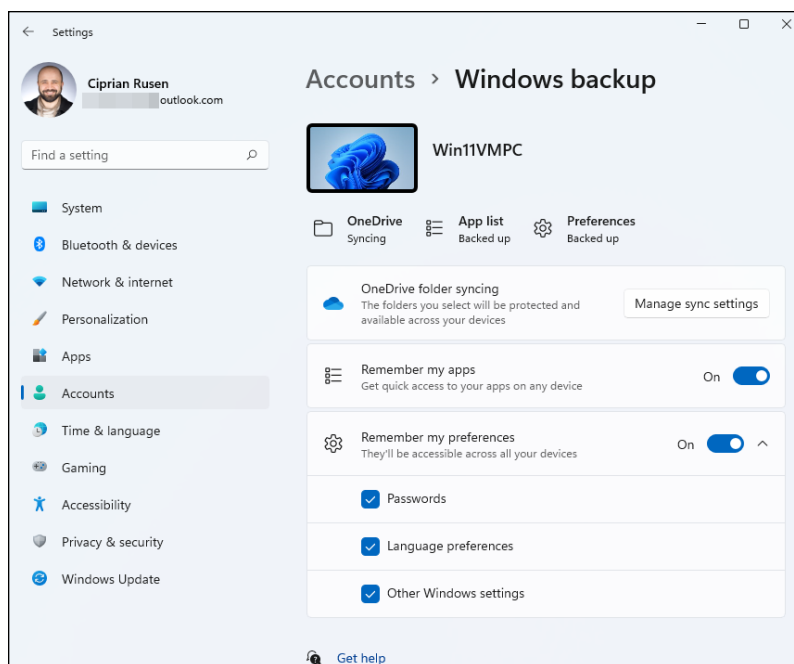 Settings
Ciprian Rusen
outlook.com
Find a setting
System
Bluetooth & devices
Network & internet
Personalization
Apps
Accounts
Time & language
Gaming
Accessibility
Privacy & security
Windows Update
Accounts > Windows backup
Win11VMPC
OneDrive
Syncing
App list
Backed up
Preferences
Backed up
OneDrive folder syncing
The folders you select will be protected and
available across your devices
Manage sync settings
Remember my apps
Get quick access to your apps on any device
On
Remember my preferences
They'll be accessible across all your devices
On
Passwords
Language preferences
Other Windows settings
Get help